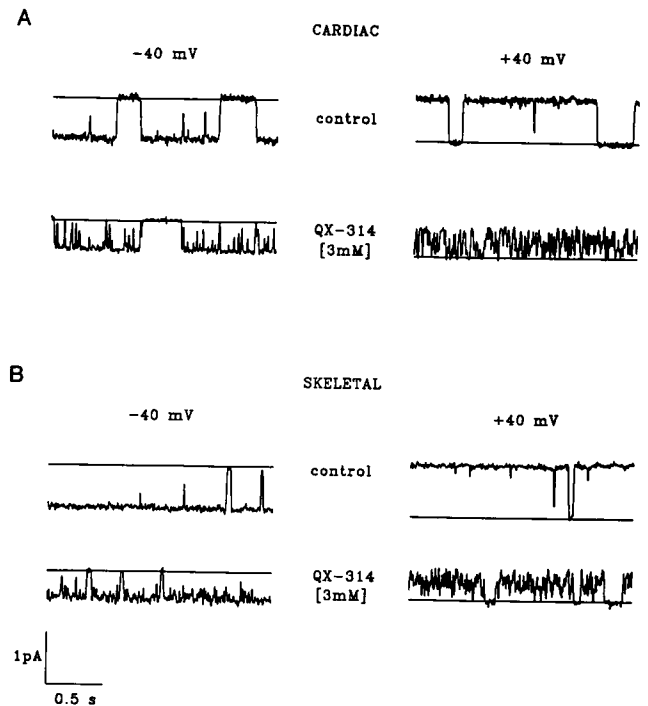 A
CARDIAC
-40 mV
+40 mV
control
QX-314
[3mM]
B
SKELETAL
-40 mV
+40 mV
control
QX-314
[3mM]
1pA
0.5 s